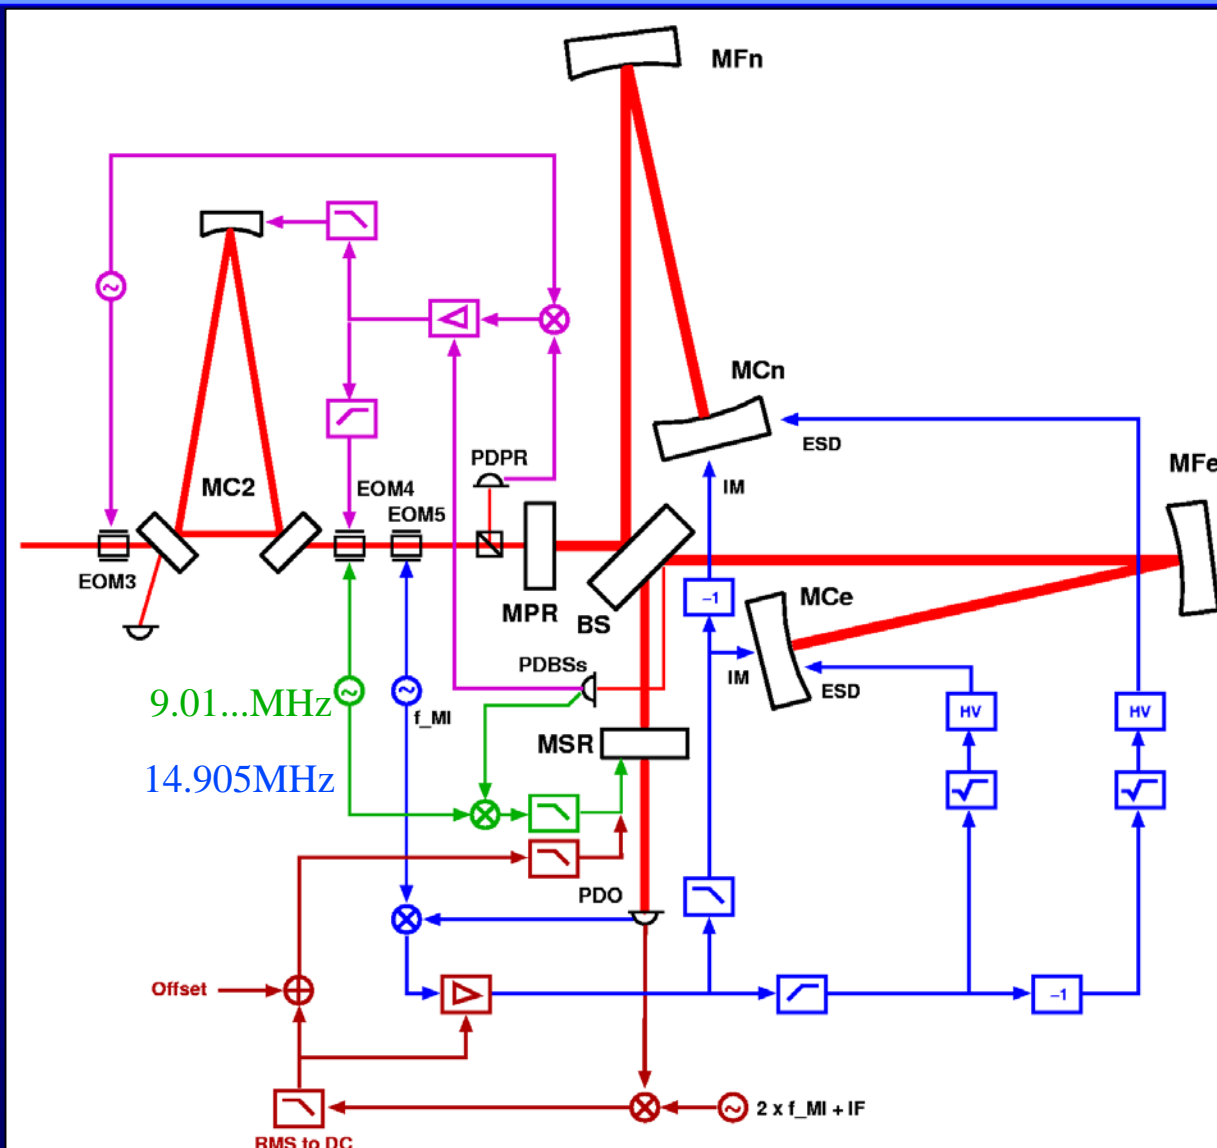 MFn
MCn
ESD
MFe
PDPR
IM
MC2
EOM4
EOM5
EOM3
MPR
BS
-1
MCe
PDBSs
IM
ESD
9.01...MHz
f_MI
HV
HV
MSR
14.905MHz
√
√
PDO
Offset
-1
2 x f_MI + IF
RMS to DC